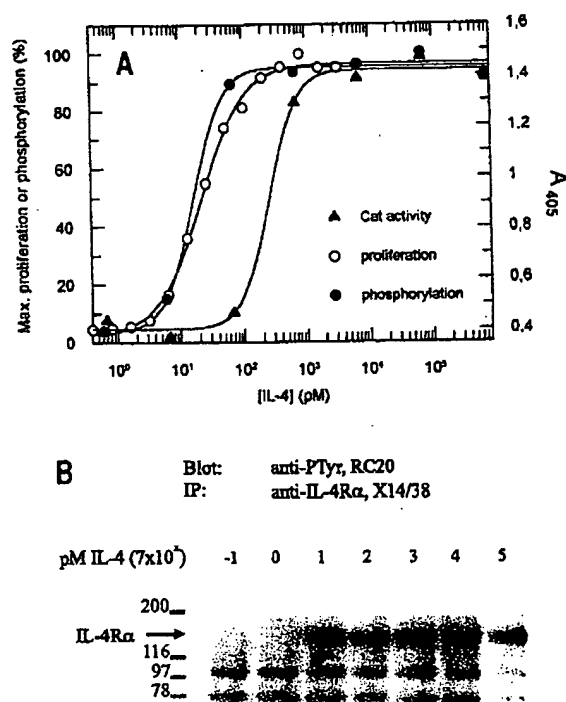 A
Max. proliferation or phosphorylation (%)
100
80
60
40
20
0
1,6
1,4
1,2
1
0,8
0,6
0,4
A405
▲ Cat activity
○ proliferation
● phosphorylation
10⁰ 10¹ 10² 10³ 10⁴ 10⁵
[IL-4] (pM)
B
Blot: anti-PTyr, RC20
IP: anti-IL-4Rα, X14/38
pM IL-4 (7x10ˣ) -1 0 1 2 3 4 5
200
IL-4Rα
116
97
78